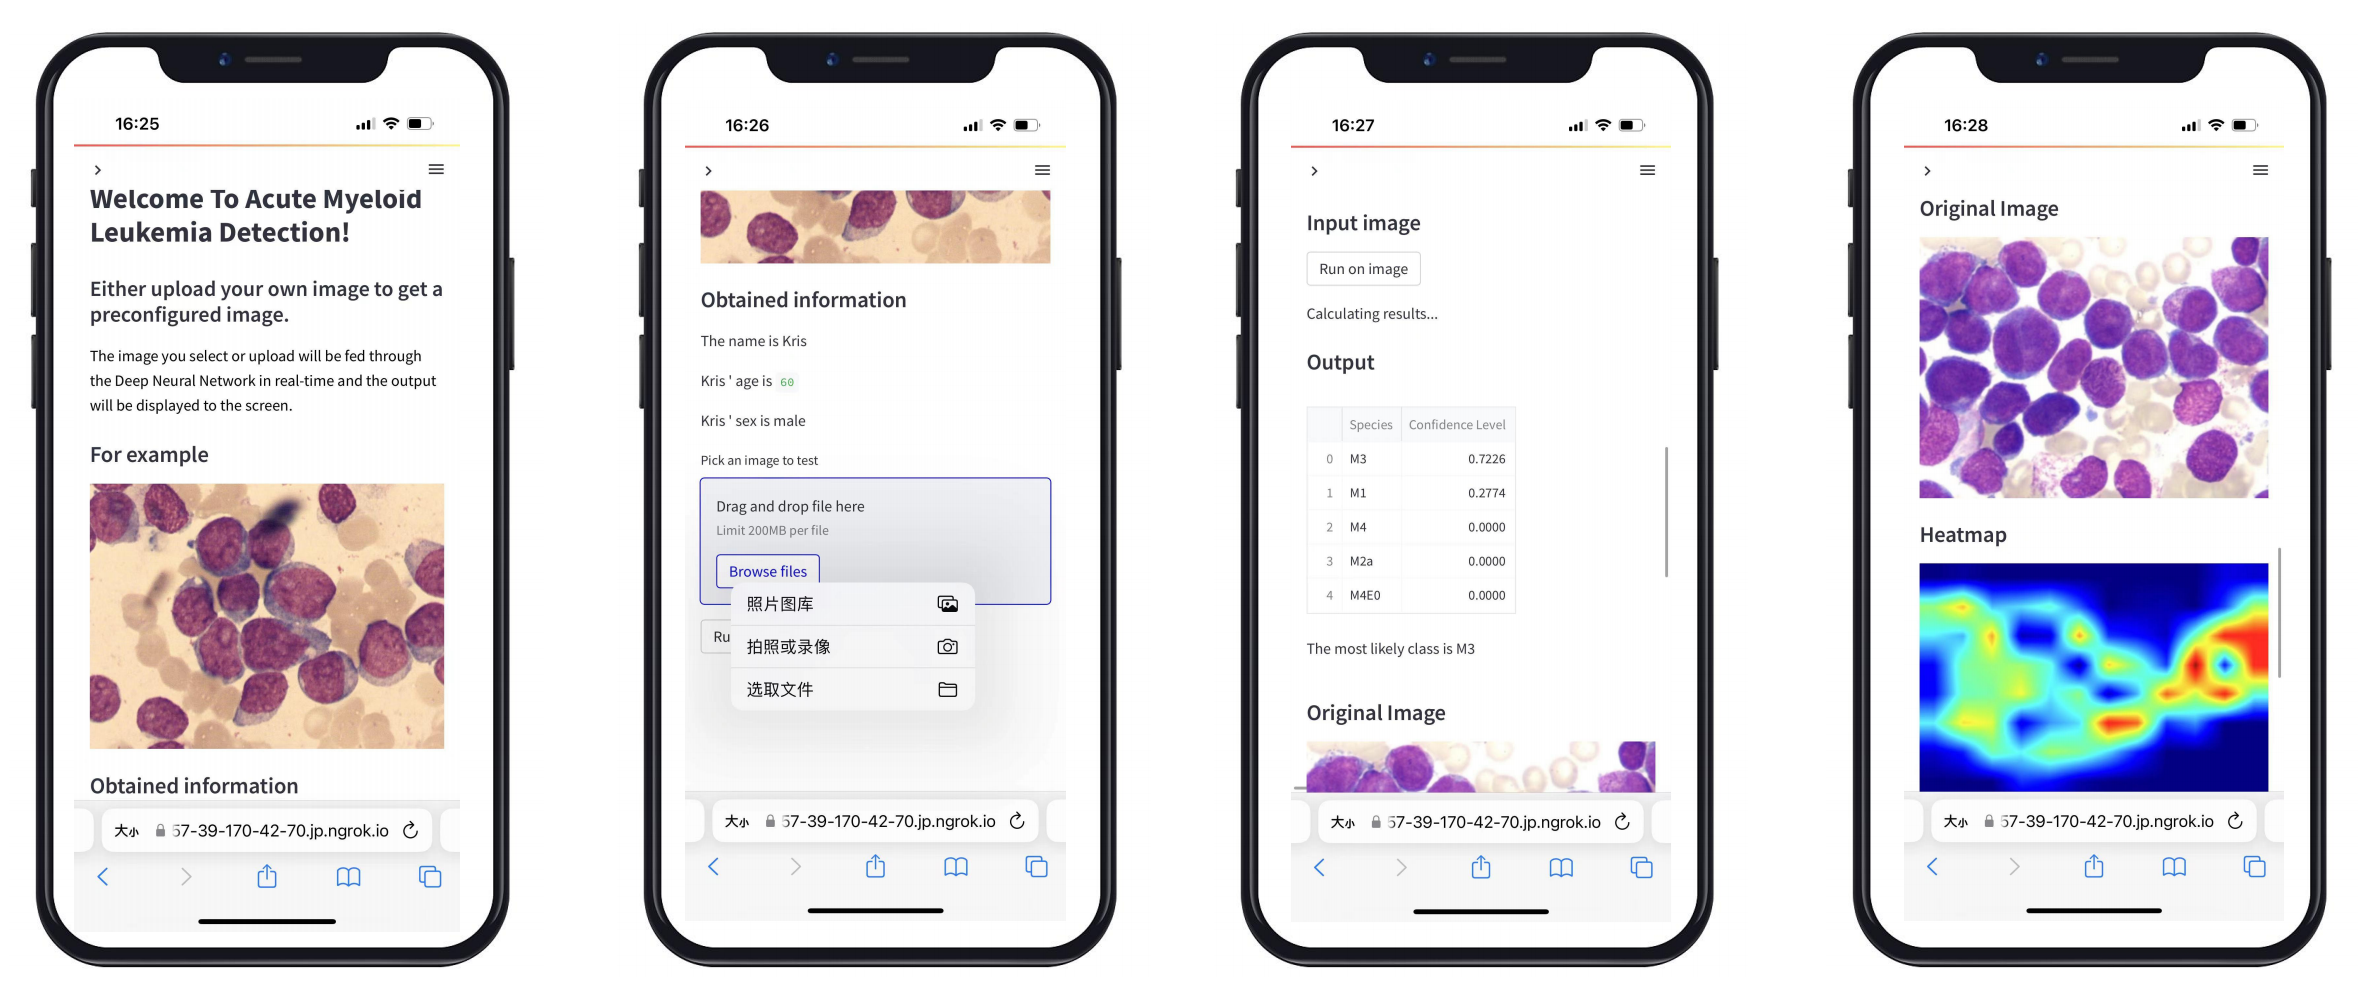 16:25
Welcome To Acute Myeloid
Leukemia Detection!
Either upload your own image to get a
preconfigured image.
The image you select or upload will be fed through
the Deep Neural Network in real-time and the output
will be displayed to the screen.
For example
Obtained information
大小 57-39-170-42-70.jp.ngrok.io
16:26
Obtained information
The name is Kris
Kris ' age is 60
Kris ' sex is male
Pick an image to test
Drag and drop file here
Limit 200MB per file
Browse files
照片图库
Ru
拍照或录像
选取文件
大小 57-39-170-42-70.jp.ngrok.io
16:27
Input image
Run on image
Calculating results...
Output
Species Confidence Level
0 M3 0.7226
1 M1 0.2774
2 M4 0.0000
3 M2a 0.0000
4 M4E0 0.0000
The most likely class is M3
Original Image
大小 57-39-170-42-70.jp.ngrok.io
16:28
Original Image
Heatmap
大小 57-39-170-42-70.jp.ngrok.io